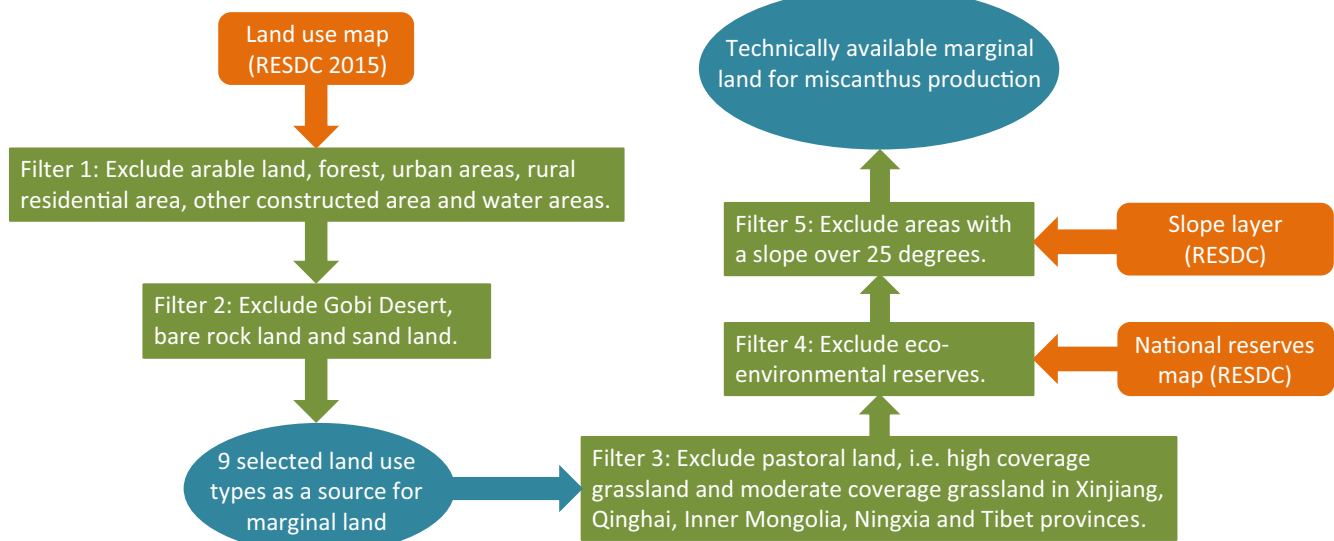 Land use map
(RESDC 2015)
Filter 1: Exclude arable land, forest, urban areas, rural
residential area, other constructed area and water areas.
Filter 2: Exclude Gobi Desert,
bare rock land and sand land.
9 selected land use
types as a source for
marginal land
Filter 3: Exclude pastoral land, i.e. high coverage
grassland and moderate coverage grassland in Xinjiang,
Qinghai, Inner Mongolia, Ningxia and Tibet provinces.
Filter 4: Exclude eco-
environmental reserves.
National reserves
map (RESDC)
Filter 5: Exclude areas with
a slope over 25 degrees.
Slope layer
(RESDC)
Technically available marginal
land for miscanthus production